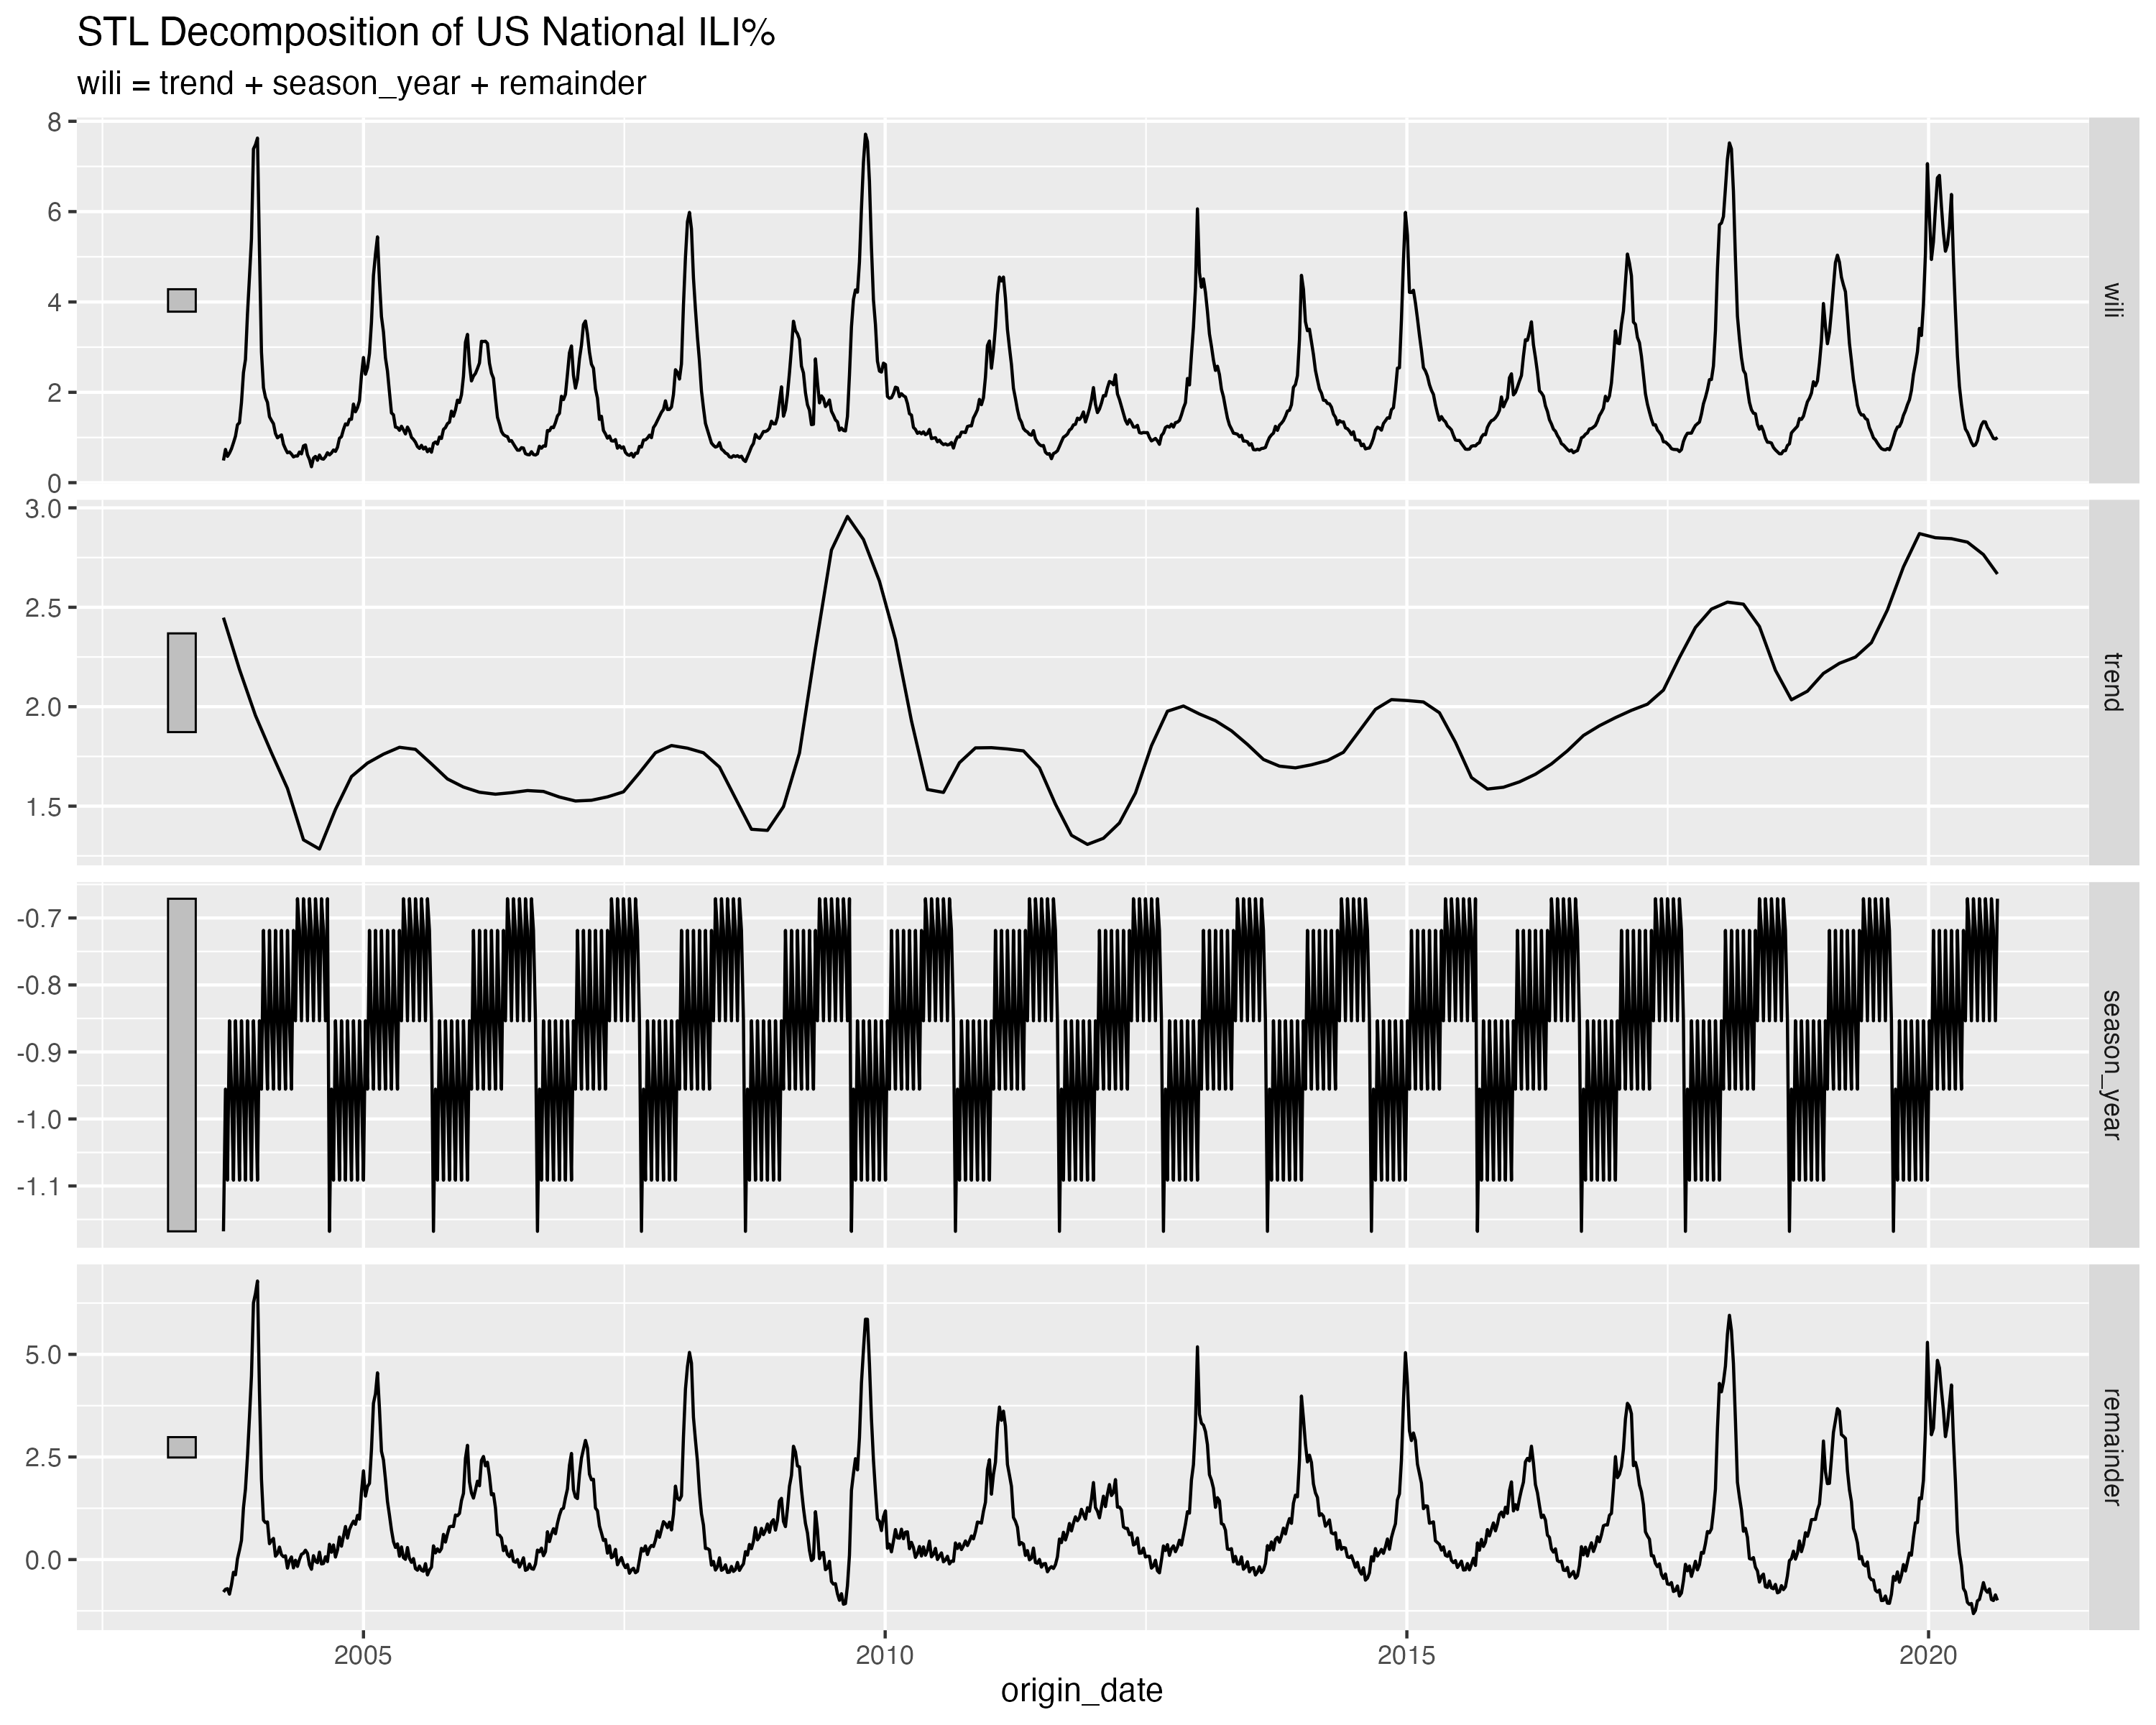 STL Decomposition of US National ILI%
wili = trend + season_year + remainder
8
6
4
2
0
wili
3.0
2.5
2.0
1.5
trend
-0.7
-0.8
-0.9
-1.0
-1.1
season_year
5.0
2.5
0.0
remainder
2005 2010 2015 2020
origin_date